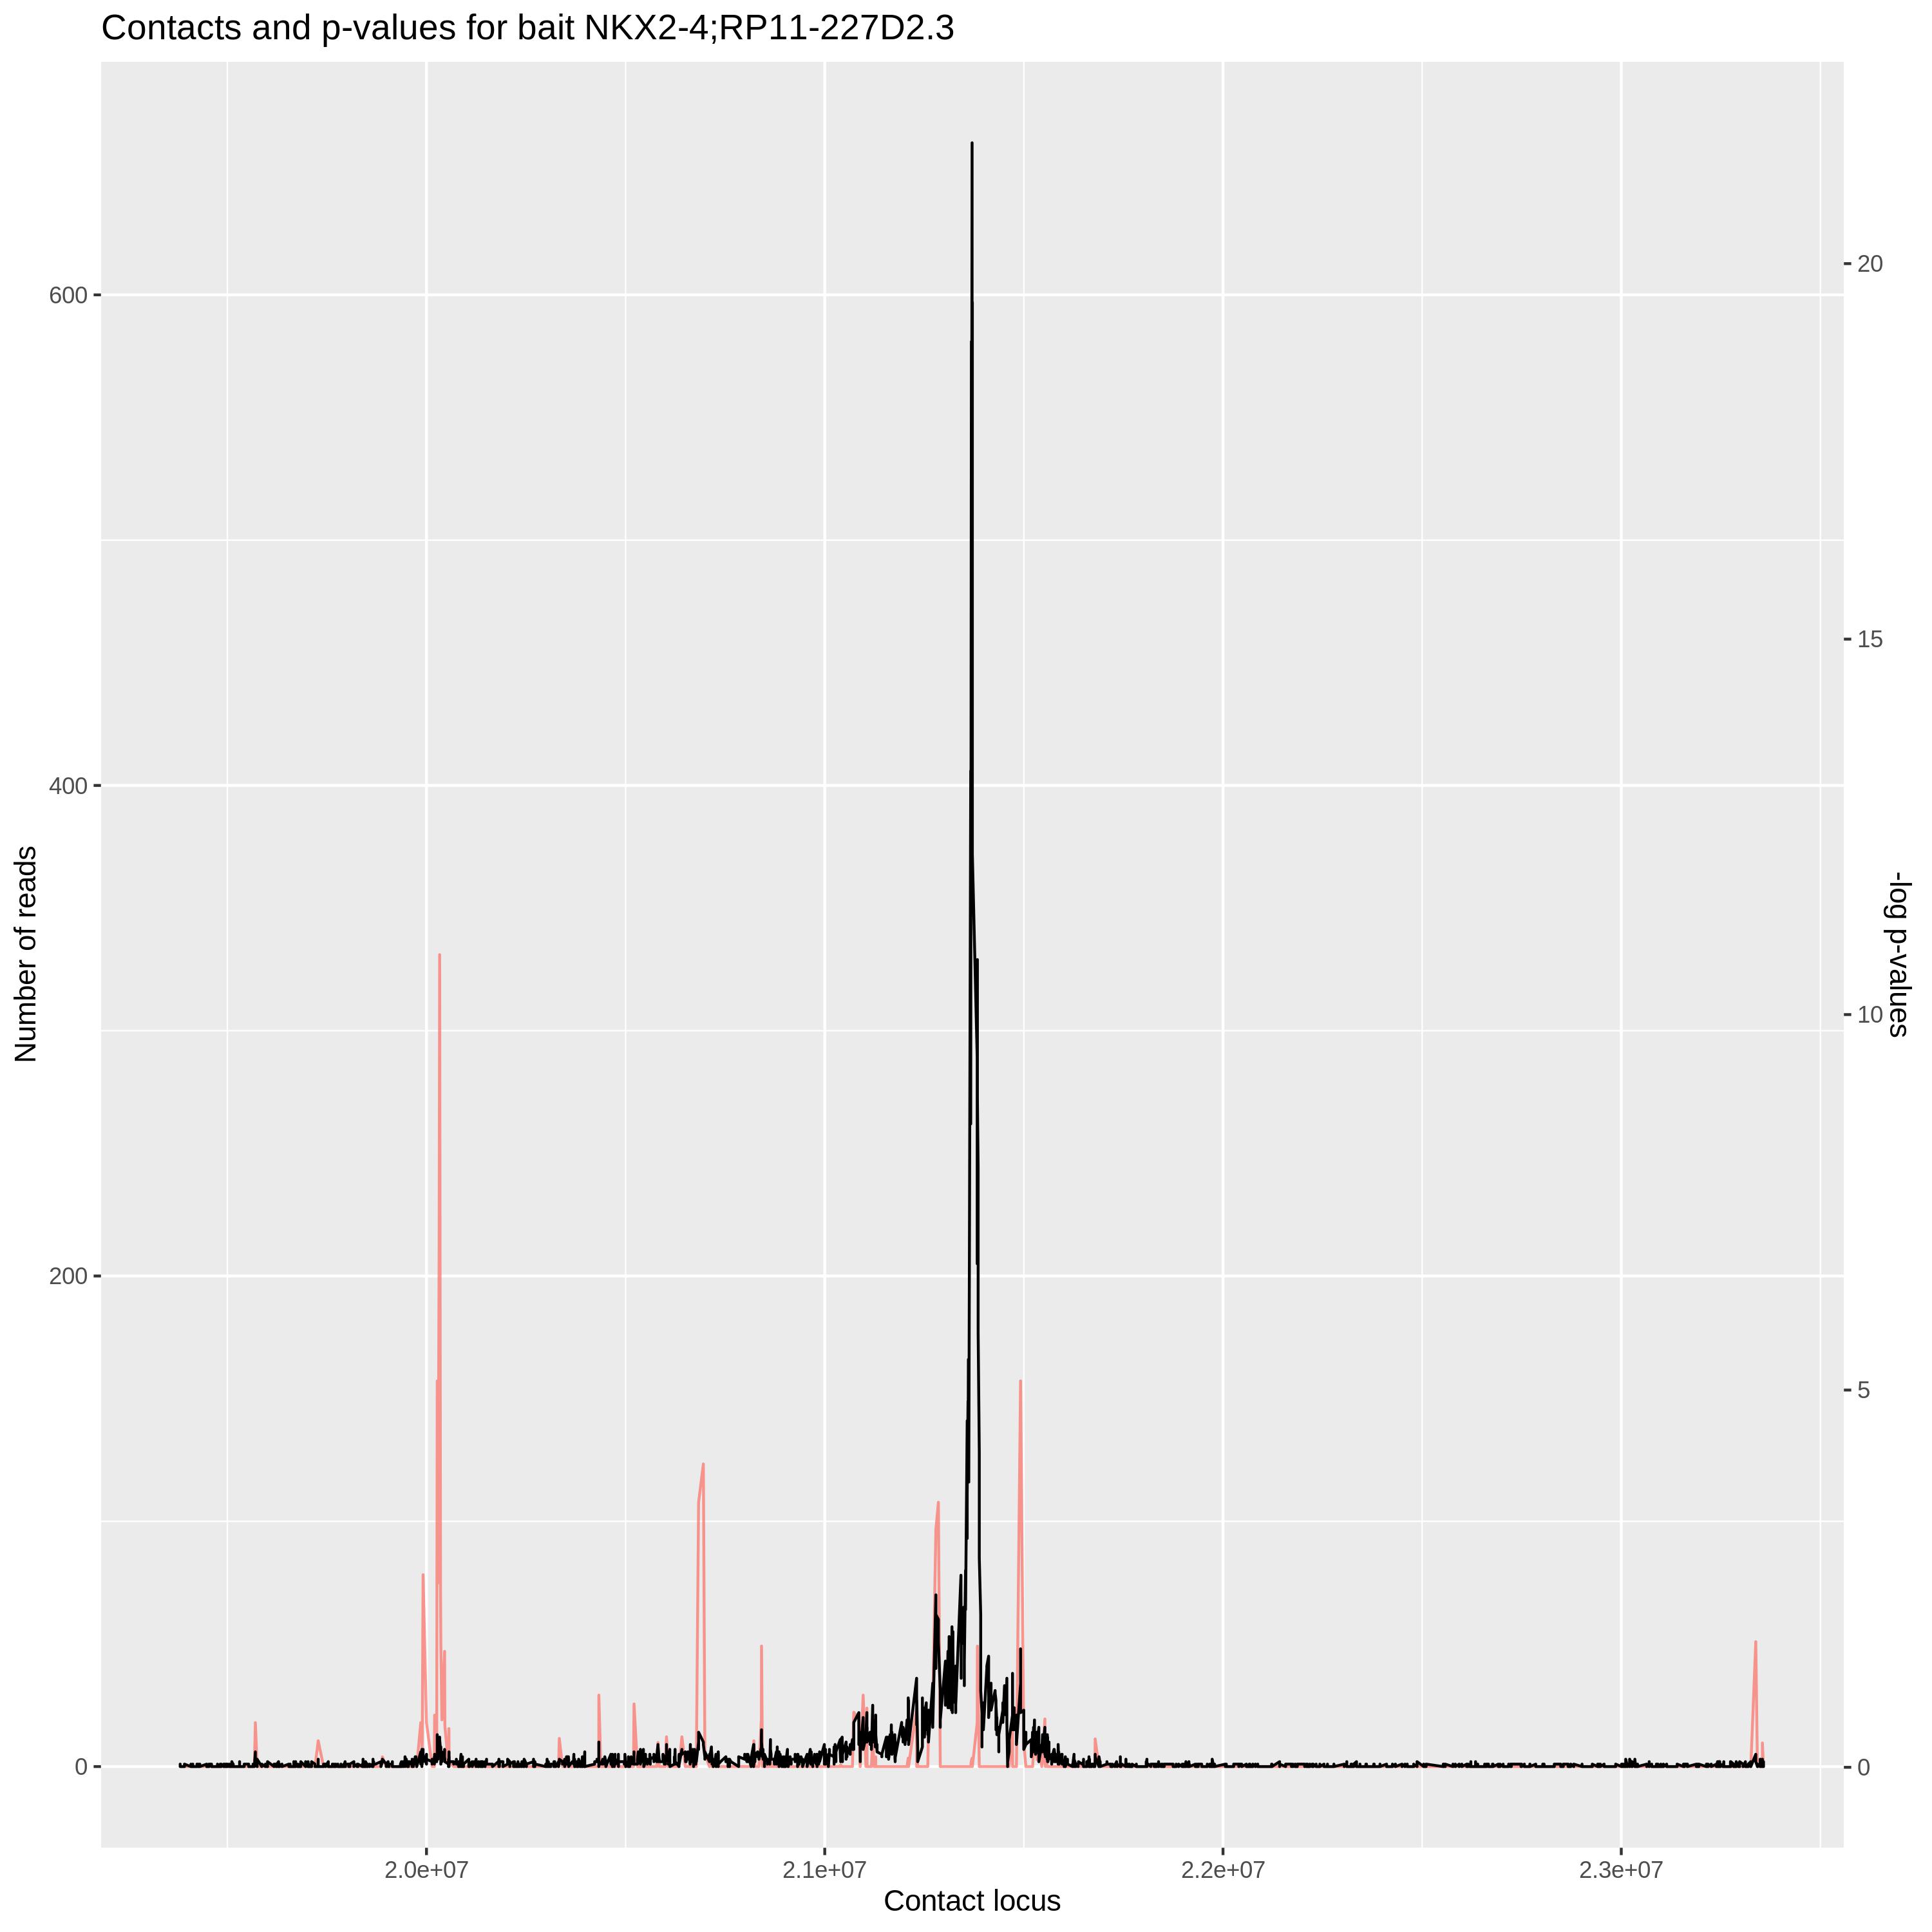 Contacts and p-values for bait NKX2-4;RP11-227D2.3
600
400
200
0
Number of reads
20
15
10
5
0
-log p-values
2.0e+07
2.1e+07
2.2e+07
2.3e+07
Contact locus